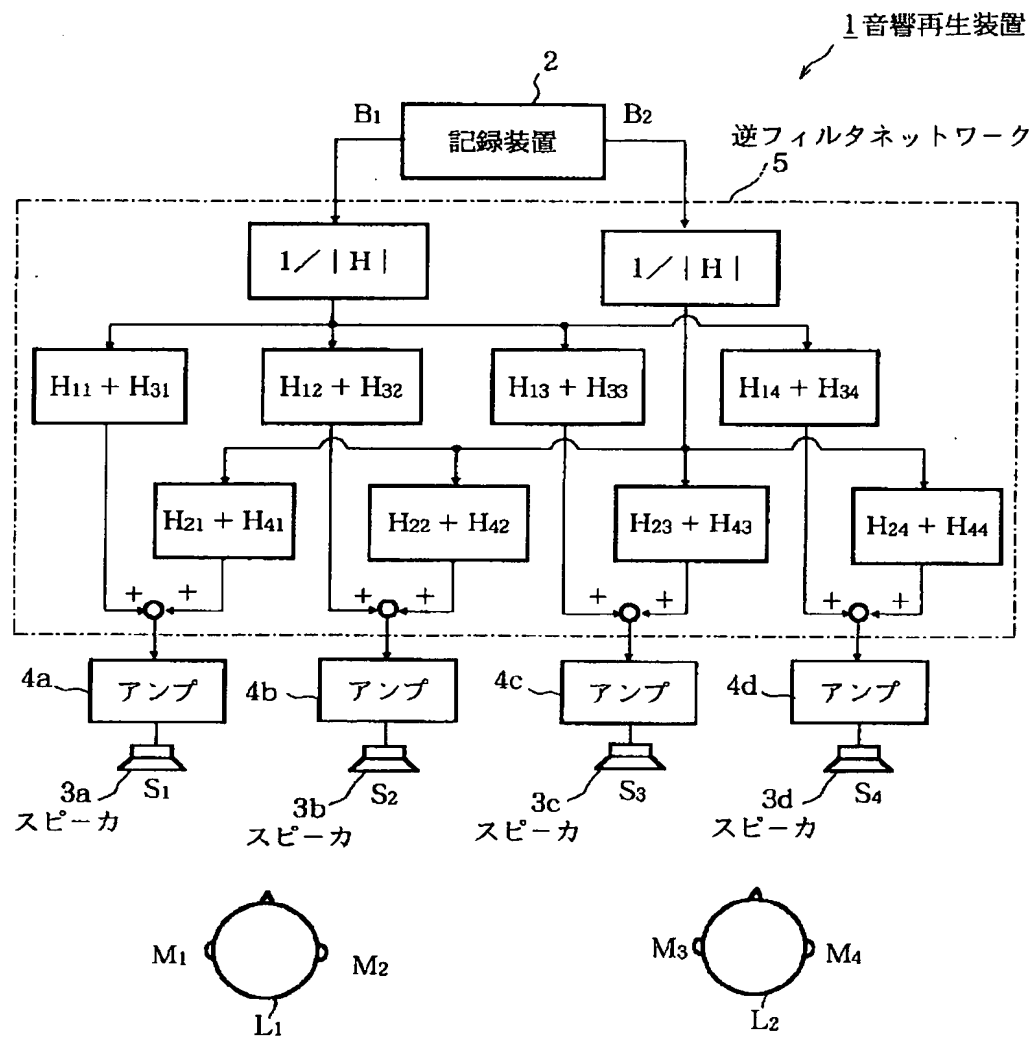 1 音響再生装置
2
B1
B2
記録装置
逆フィルタネットワーク
5
1／｜H｜
1／｜H｜
H11 + H31
H12 + H32
H13 + H33
H14 + H34
H21 + H41
H22 + H42
H23 + H43
H24 + H44
+ +
+ +
+ +
+ +
4a
アンプ
4b
アンプ
4c
アンプ
4d
アンプ
3a
S1
スピーカ
3b
S2
スピーカ
3c
S3
スピーカ
3d
S4
スピーカ
M1
M2
L1
M3
M4
L2